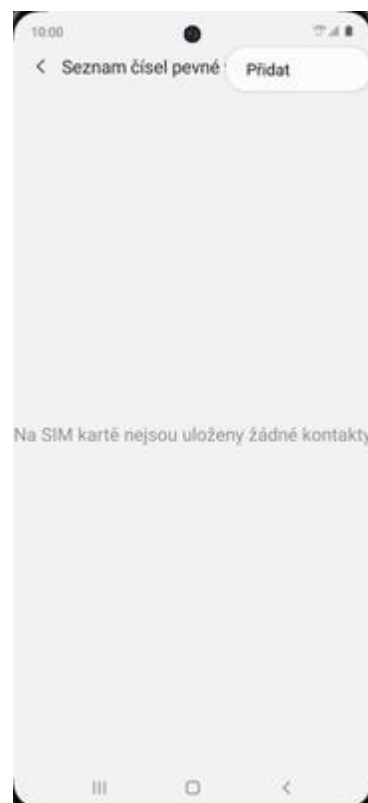 10:00
Seznam čísel pevné
Přidat
Na SIM kartě nejsou uloženy žádné kontakty